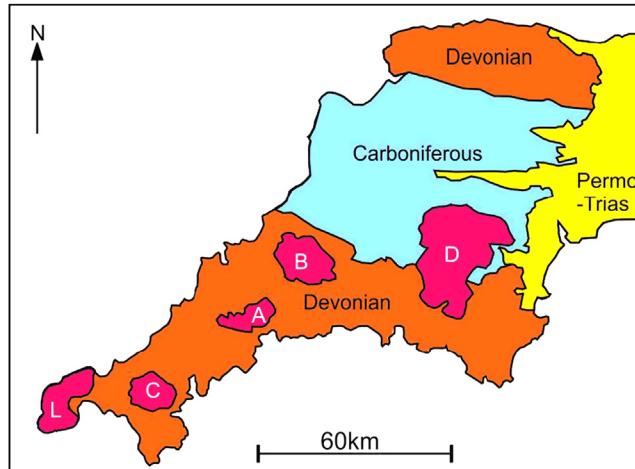 N
Devonian
Carboniferous
Permo
-Trias
B
D
Devonian
A
C
L
60km